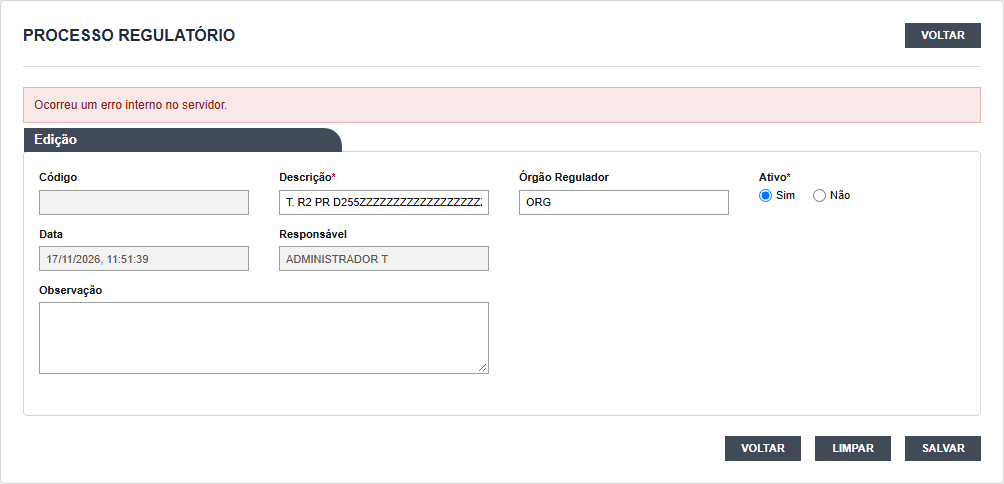 PROCESSO REGULATÓRIO
VOLTAR
Ocorreu um erro interno no servidor.
Edição
Código
Descrição*
Órgão Regulador
Ativo*
T. R2 PR D255ZZZZZZZZZZZZZZZZZZZ
ORG
Sim
Não
Data
Responsável
17/11/2026, 11:51:39
ADMINISTRADOR T
Observação
VOLTAR
LIMPAR
SALVAR